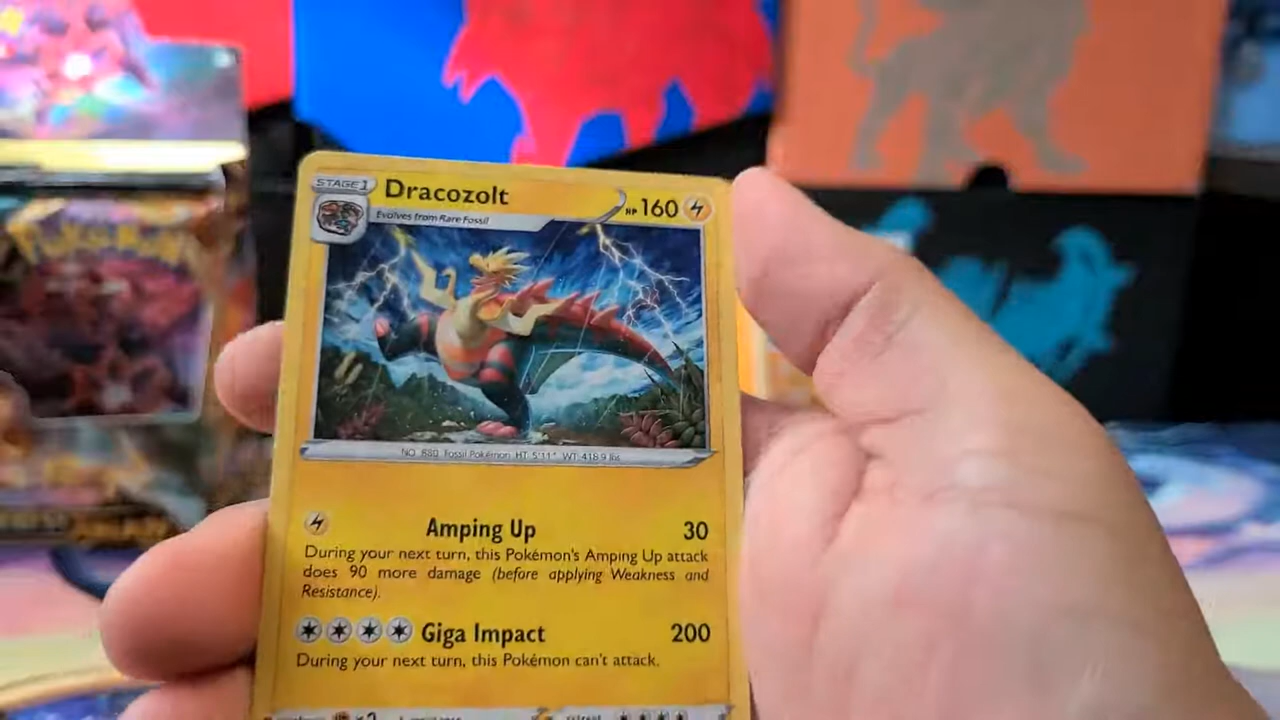 STAGE 1 Dracozolt HP 160
Evolves from Rare Fossil
NO. 880 Fossil Pokémon HT: 5'11" WT: 418.9 lbs.
Amping Up 30
During your next turn, this Pokémon's Amping Up attack
does 90 more damage (before applying Weakness and
Resistance).
Giga Impact 200
During your next turn, this Pokémon can't attack.